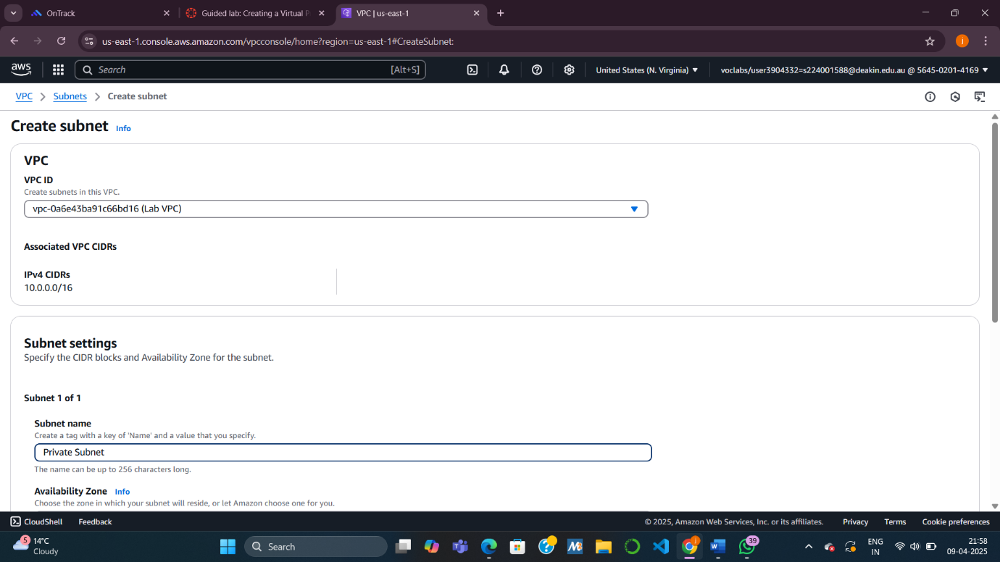 OnTrack
Guided lab: Creating a Virtual P
VPC | us-east-1
us-east-1.console.aws.amazon.com/vpcconsole/home?region=us-east-1#CreateSubnet:
j
aws
Search
[Alt+S]
United States (N. Virginia)
voclabs/user3904332=s224001588@deakin.edu.au @ 5645-0201-4169
VPC
Subnets
Create subnet
Create subnet Info
VPC
VPC ID
Create subnets in this VPC.
vpc-0a6e43ba91c66bd16 (Lab VPC)
Associated VPC CIDRs
IPv4 CIDRs
10.0.0.0/16
Subnet settings
Specify the CIDR blocks and Availability Zone for the subnet.
Subnet 1 of 1
Subnet name
Create a tag with a key of 'Name' and a value that you specify.
Private Subnet
The name can be up to 256 characters long.
Availability Zone Info
Choose the zone in which your subnet will reside, or let Amazon choose one for you.
CloudShell
Feedback
© 2025, Amazon Web Services, Inc. or its affiliates.
Privacy
Terms
Cookie preferences
5
14°C
Cloudy
Search
39
ENG
IN
21:58
09-04-2025